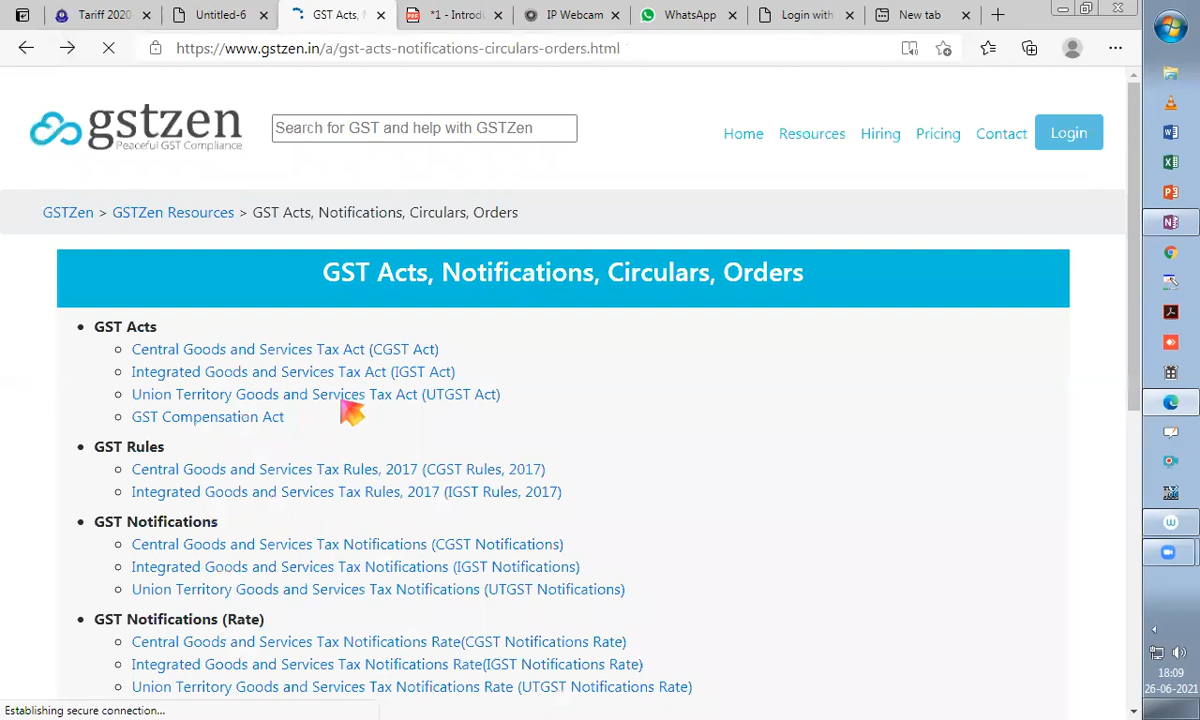 Tariff 2020-
Untitled-6
GST Acts, N
*1 - Introdu
IP Webcam
WhatsApp
Login with
New tab
https://www.gstzen.in/a/gst-acts-notifications-circulars-orders.html
gstzen
Peaceful GST Compliance
Search for GST and help with GSTZen
Home
Resources
Hiring
Pricing
Contact
Login
GSTZen > GSTZen Resources > GST Acts, Notifications, Circulars, Orders
GST Acts, Notifications, Circulars, Orders
GST Acts
Central Goods and Services Tax Act (CGST Act)
Integrated Goods and Services Tax Act (IGST Act)
Union Territory Goods and Services Tax Act (UTGST Act)
GST Compensation Act
GST Rules
Central Goods and Services Tax Rules, 2017 (CGST Rules, 2017)
Integrated Goods and Services Tax Rules, 2017 (IGST Rules, 2017)
GST Notifications
Central Goods and Services Tax Notifications (CGST Notifications)
Integrated Goods and Services Tax Notifications (IGST Notifications)
Union Territory Goods and Services Tax Notifications (UTGST Notifications)
GST Notifications (Rate)
Central Goods and Services Tax Notifications Rate(CGST Notifications Rate)
Integrated Goods and Services Tax Notifications Rate(IGST Notifications Rate)
Union Territory Goods and Services Tax Notifications Rate (UTGST Notifications Rate)
Establishing secure connection...
18:09
26-06-2021